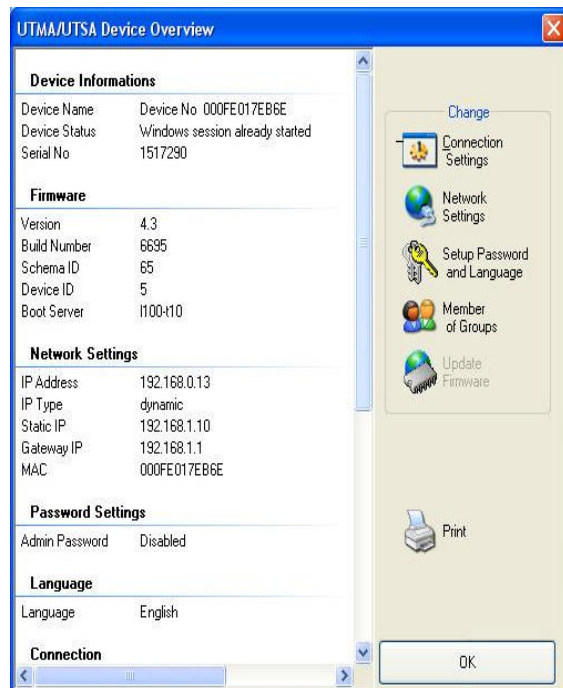 UTMA/UTSA Device Overview
Device Informations
Device Name Device No 000FE017EB6E
Device Status Windows session already started
Serial No 1517290
Firmware
Version 4.3
Build Number 6695
Schema ID 65
Device ID 5
Boot Server l100-t10
Network Settings
IP Address 192.168.0.13
IP Type dynamic
Static IP 192.168.1.10
Gateway IP 192.168.1.1
MAC 000FE017EB6E
Password Settings
Admin Password Disabled
Language
Language English
Connection
Change
Connection
Settings
Network
Settings
Setup Password
and Language
Member
of Groups
Update
Firmware
Print
OK